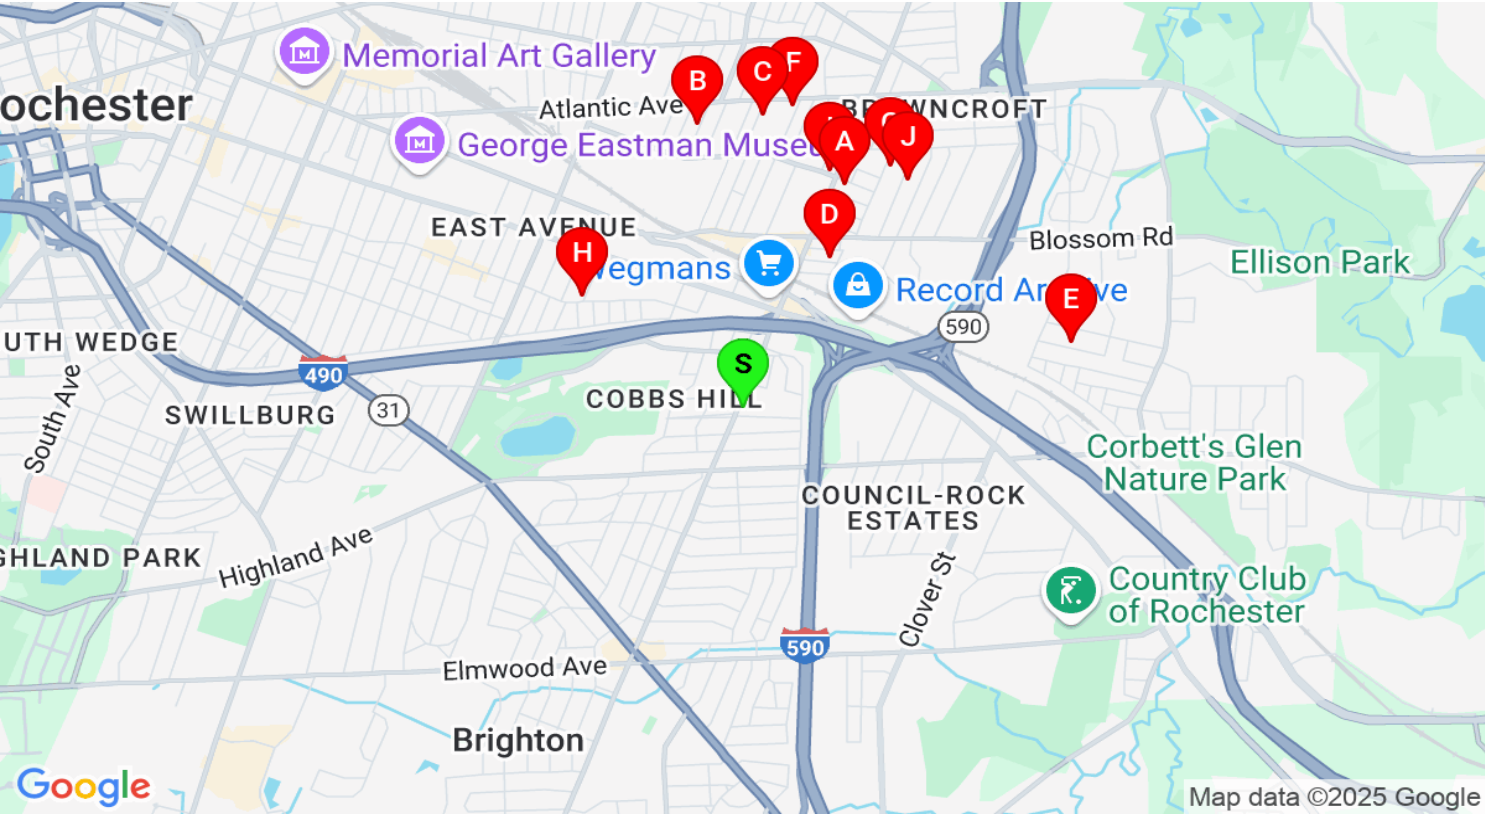 Memorial Art Gallery
B
C
F
ochester
Atlantic Ave
George Eastman Muse
A
J
D
EAST AVENUE
H
egmans
Blossom Rd
Ellison Park
Record Ar ive
E
590
UTH WEDGE
490
S
COBBS HILL
SWILLBURG
31
South Ave
Corbett's Glen
Nature Park
COUNCIL-ROCK
ESTATES
GHLAND PARK
Highland Ave
Clover St
Country Club
of Rochester
590
Elmwood Ave
Brighton
Google
Map data ©2025 Google